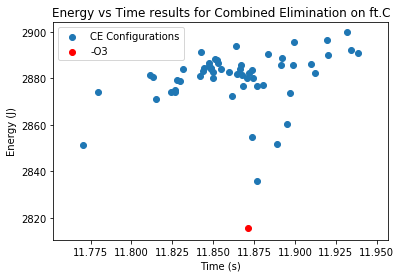 Energy vs Time results for Combined Elimination on ft.C
CE Configurations
-O3
2900
2880
2860
2840
2820
Energy (J)
11.775 11.800 11.825 11.850 11.875 11.900 11.925 11.950
Time (s)